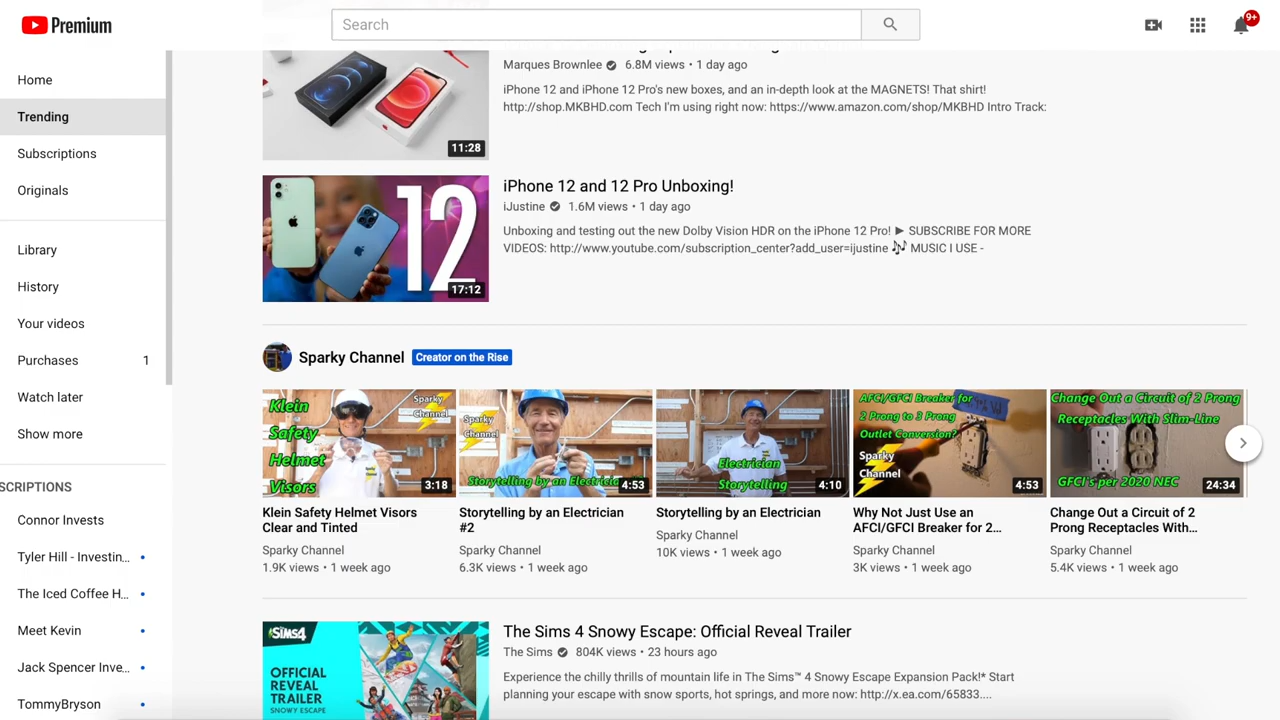 Premium
Search
9+
Home
Trending
Subscriptions
Originals
Library
History
Your videos
Purchases 1
Watch later
Show more
SCRIPTIONS
Connor Invests
Tyler Hill - Investin...
The Iced Coffee H...
Meet Kevin
Jack Spencer Inve...
TommyBryson
Marques Brownlee 6.8M views • 1 day ago
iPhone 12 and iPhone 12 Pro's new boxes, and an in-depth look at the MAGNETS! That shirt!
http://shop.MKBHD.com Tech I'm using right now: https://www.amazon.com/shop/MKBHD Intro Track:
11:28
12
17:12
iPhone 12 and 12 Pro Unboxing!
iJustine 1.6M views • 1 day ago
Unboxing and testing out the new Dolby Vision HDR on the iPhone 12 Pro! ► SUBSCRIBE FOR MORE
VIDEOS: http://www.youtube.com/subscription_center?add_user=ijustine 🎶 MUSIC I USE -
Sparky Channel Creator on the Rise
Klein
Safety
Helmet
Visors
Sparky
Channel
3:18
Klein Safety Helmet Visors
Clear and Tinted
Sparky Channel
1.9K views • 1 week ago
Sparky
Channel
Storytelling by an Electrician
4:53
Storytelling by an Electrician
#2
Sparky Channel
6.3K views • 1 week ago
Electrician
Storytelling
4:10
Storytelling by an Electrician
Sparky Channel
10K views • 1 week ago
AFCI/GFCI Breaker for
2 Prong to 3 Prong
Outlet Conversion?
Sparky
Channel
4:53
Why Not Just Use an
AFCI/GFCI Breaker for 2...
Sparky Channel
3K views • 1 week ago
Change Out a Circuit of 2 Prong
Receptacles With Slim-Line
GFCI's per 2020 NEC
24:34
Change Out a Circuit of 2
Prong Receptacles With...
Sparky Channel
5.4K views • 1 week ago
THE SIMS 4
OFFICIAL
REVEAL
TRAILER
SNOWY ESCAPE
The Sims 4 Snowy Escape: Official Reveal Trailer
The Sims 804K views • 23 hours ago
Experience the chilly thrills of mountain life in The Sims™ 4 Snowy Escape Expansion Pack!* Start
planning your escape with snow sports, hot springs, and more now: http://x.ea.com/65833....